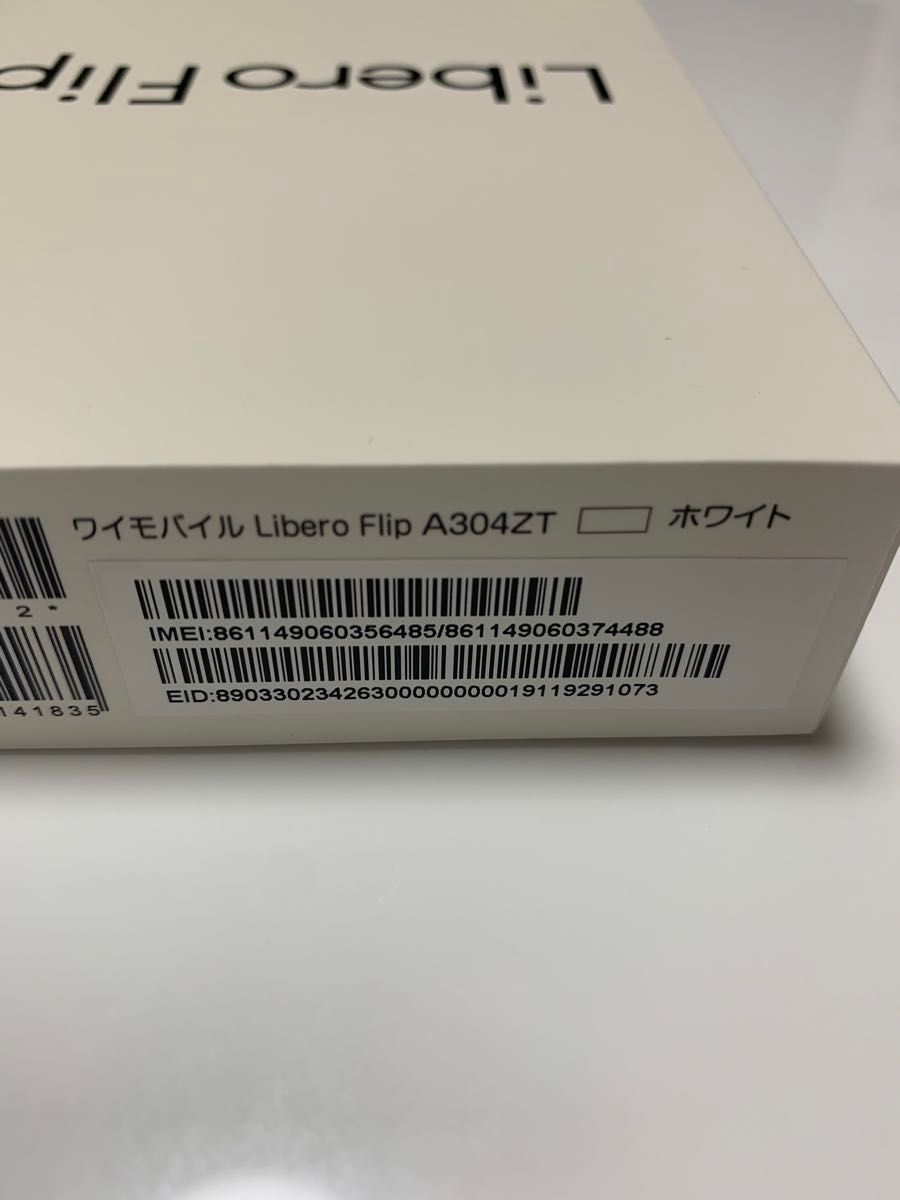 Libero Flip
ワイモバイル Libero Flip A304ZT ホワイト
2*
IMEI:861149060356485/861149060374488
EID:89033023426300000000019119291073
141835